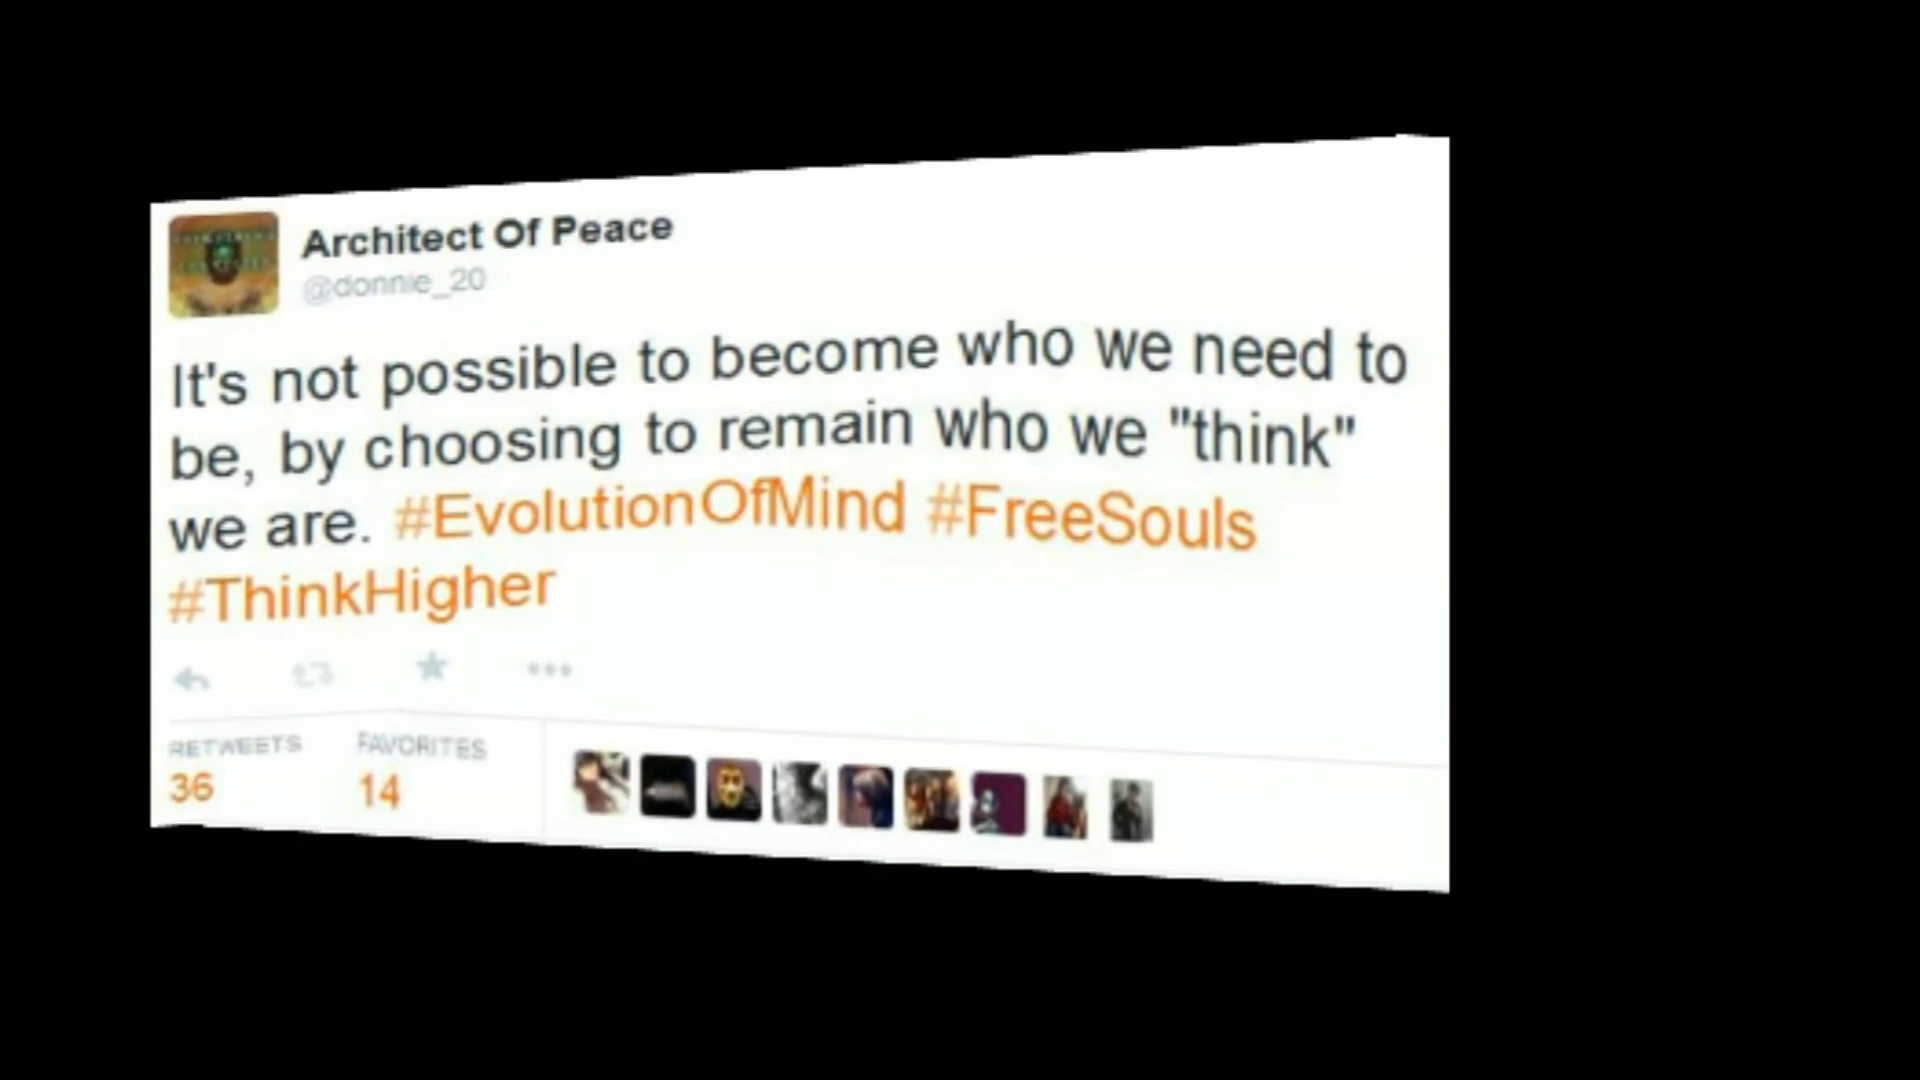 Architect Of Peace
@donnie_20
It's not possible to become who we need to
be, by choosing to remain who we "think"
we are. #EvolutionOfMind #FreeSouls
#ThinkHigher
RETWEETS FAVORITES
36 14